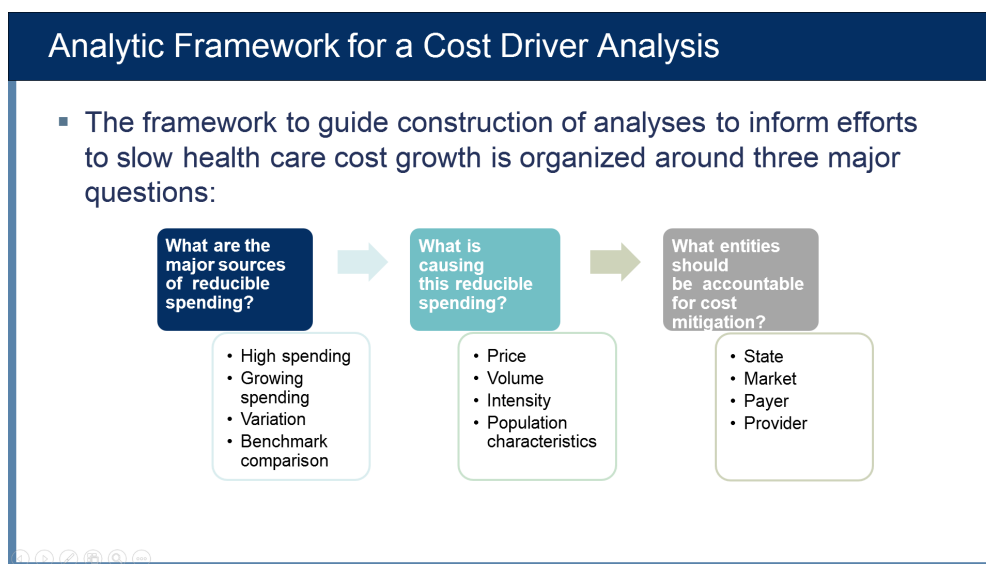 Analytic Framework for a Cost Driver Analysis
▪ The framework to guide construction of analyses to inform efforts
to slow health care cost growth is organized around three major
questions:
What are the
major sources
of reducible
spending?
• High spending
• Growing
spending
• Variation
• Benchmark
comparison
What is
causing
this reducible
spending?
• Price
• Volume
• Intensity
• Population
characteristics
What entities
should
be accountable
for cost
mitigation?
• State
• Market
• Payer
• Provider